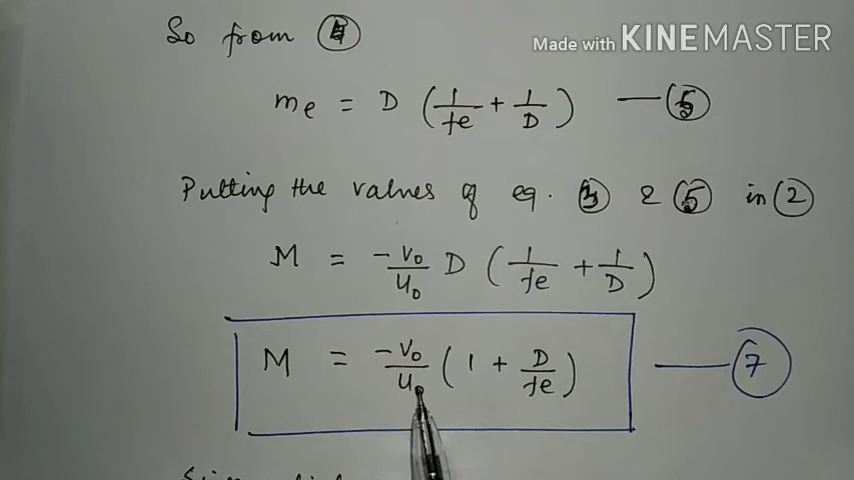 So from ④
Made with KINEMASTER
me = D (1/fe + 1/D) — ⑤
Putting the values of eq. ③ & ⑤ in ②
M = -v₀/u₀ D (1/fe + 1/D)
M = -v₀/u₀ (1 + D/fe) — ⑦